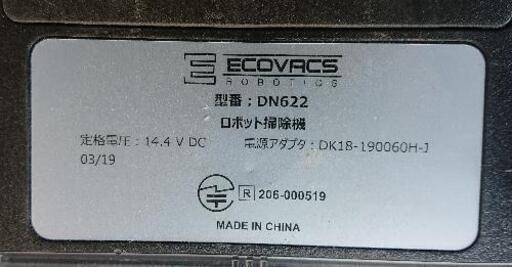 ECOVACS
ROBOTICS
型番：DN622
ロボット掃除機
定格電圧：14.4 V DC 電源アダプタ：DK18-190060H-J
03/19
R 206-000519
MADE IN CHINA